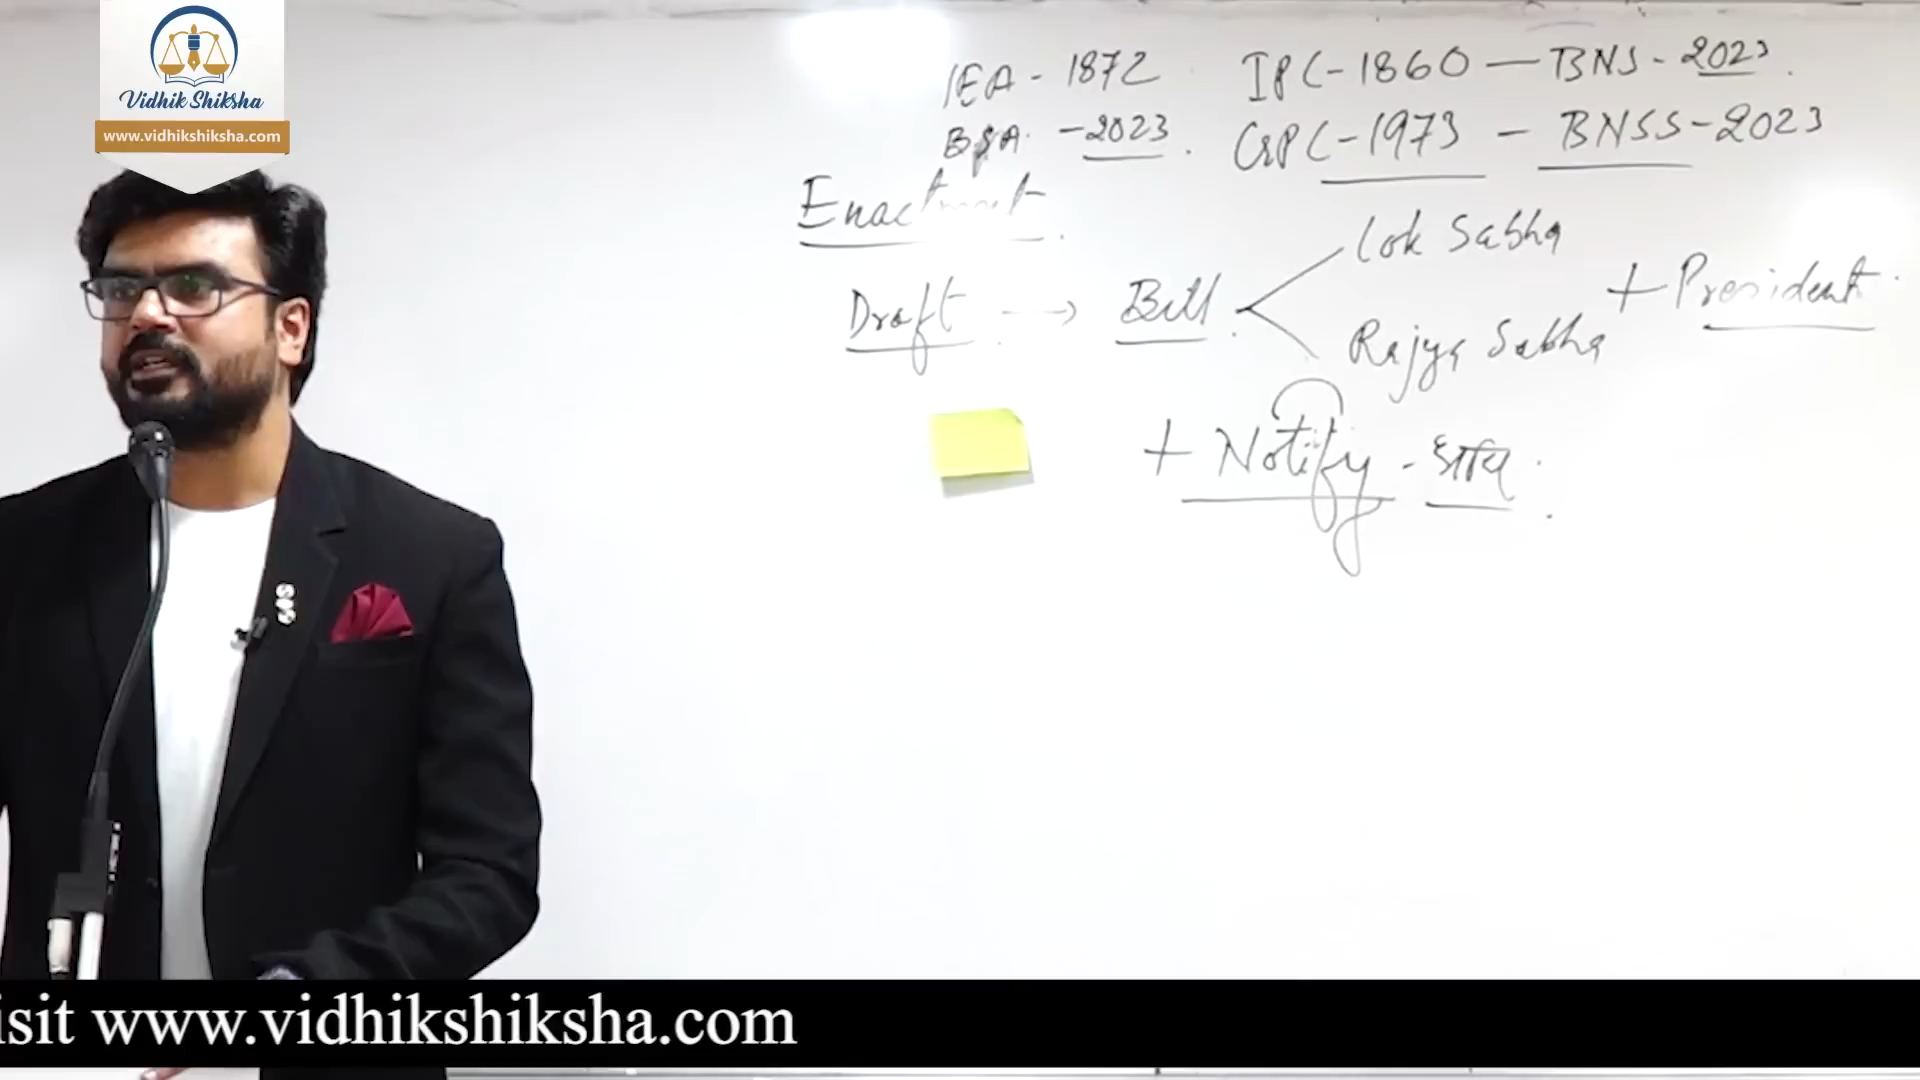 Vidhik Shiksha
www.vidhikshiksha.com
IEA - 1872 IPC - 1860 — BNS - 2023.
BSA. - 2023. CrPC - 1973 - BNSS - 2023
Enactment.
Draft → Bill. Lok Sabha + President.
Rajya Sabha
+ Notify -
isit www.vidhikshiksha.com